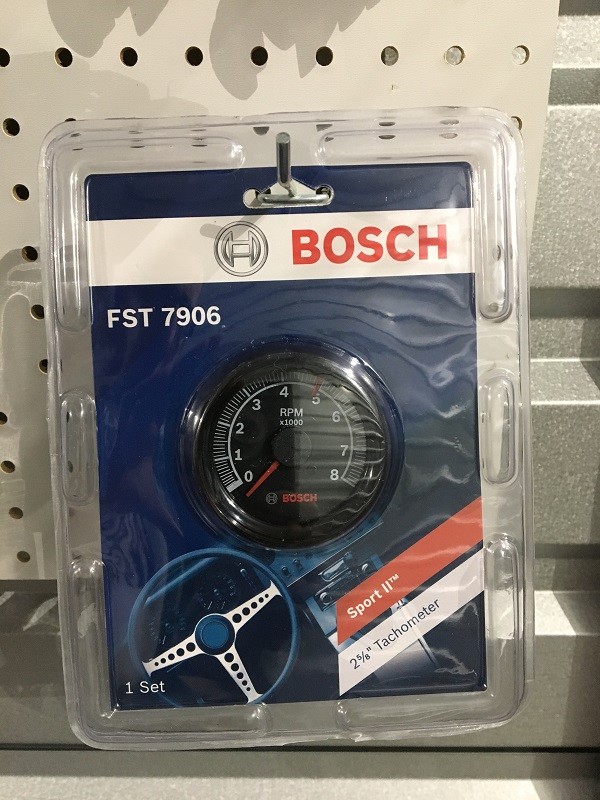 BOSCH
FST 7906
0
1
2
3
4
5
6
7
8
RPM
x1000
BOSCH
Sport II™
2⅝" Tachometer
1 Set